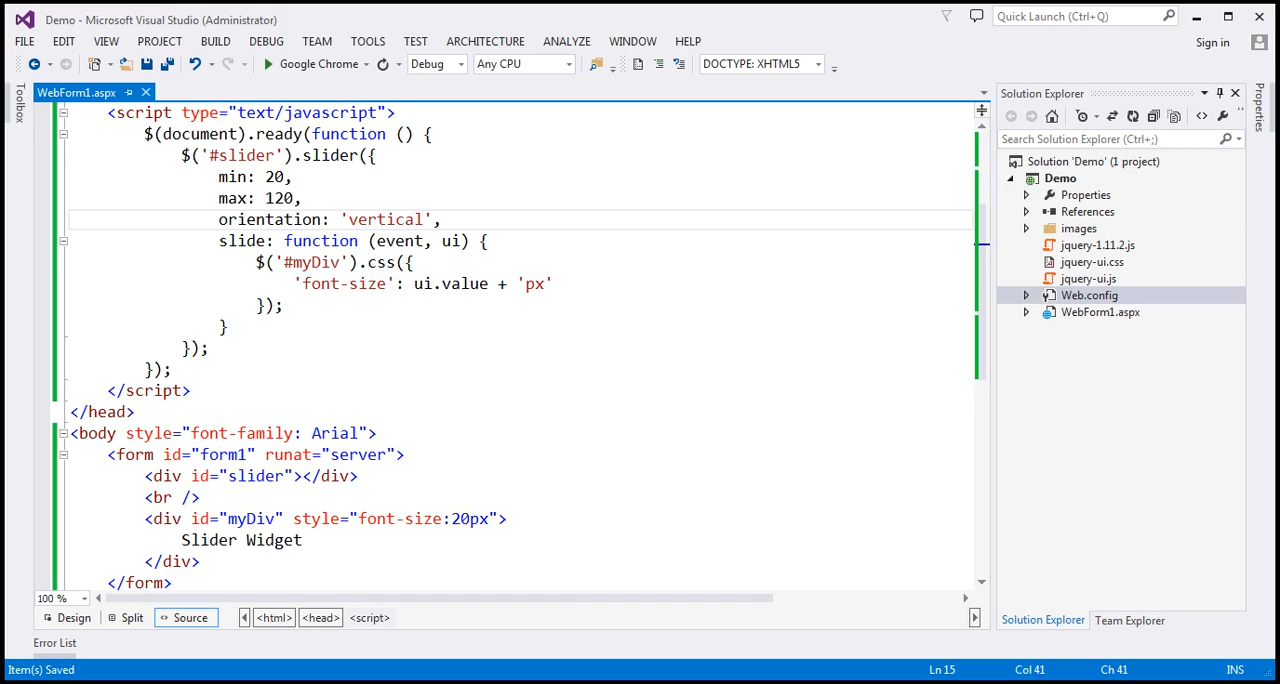 Demo - Microsoft Visual Studio (Administrator)
Quick Launch (Ctrl+Q)
FILE EDIT VIEW PROJECT BUILD DEBUG TEAM TOOLS TEST ARCHITECTURE ANALYZE WINDOW HELP
Sign in
Google Chrome Debug Any CPU DOCTYPE: XHTML5
Toolbox
WebForm1.aspx
<script type="text/javascript">
$(document).ready(function () {
$('#slider').slider({
min: 20,
max: 120,
orientation: 'vertical',
slide: function (event, ui) {
$('#myDiv').css({
'font-size': ui.value + 'px'
});
}
});
});
</script>
</head>
<body style="font-family: Arial">
<form id="form1" runat="server">
<div id="slider"></div>
<br />
<div id="myDiv" style="font-size:20px">
Slider Widget
</div>
</form>
100 %
Design Split Source <html> <head> <script>
Error List
Solution Explorer
Search Solution Explorer (Ctrl+;)
Solution 'Demo' (1 project)
Demo
Properties
References
images
jquery-1.11.2.js
jquery-ui.css
jquery-ui.js
Web.config
WebForm1.aspx
Solution Explorer Team Explorer
Properties
Item(s) Saved Ln 15 Col 41 Ch 41 INS